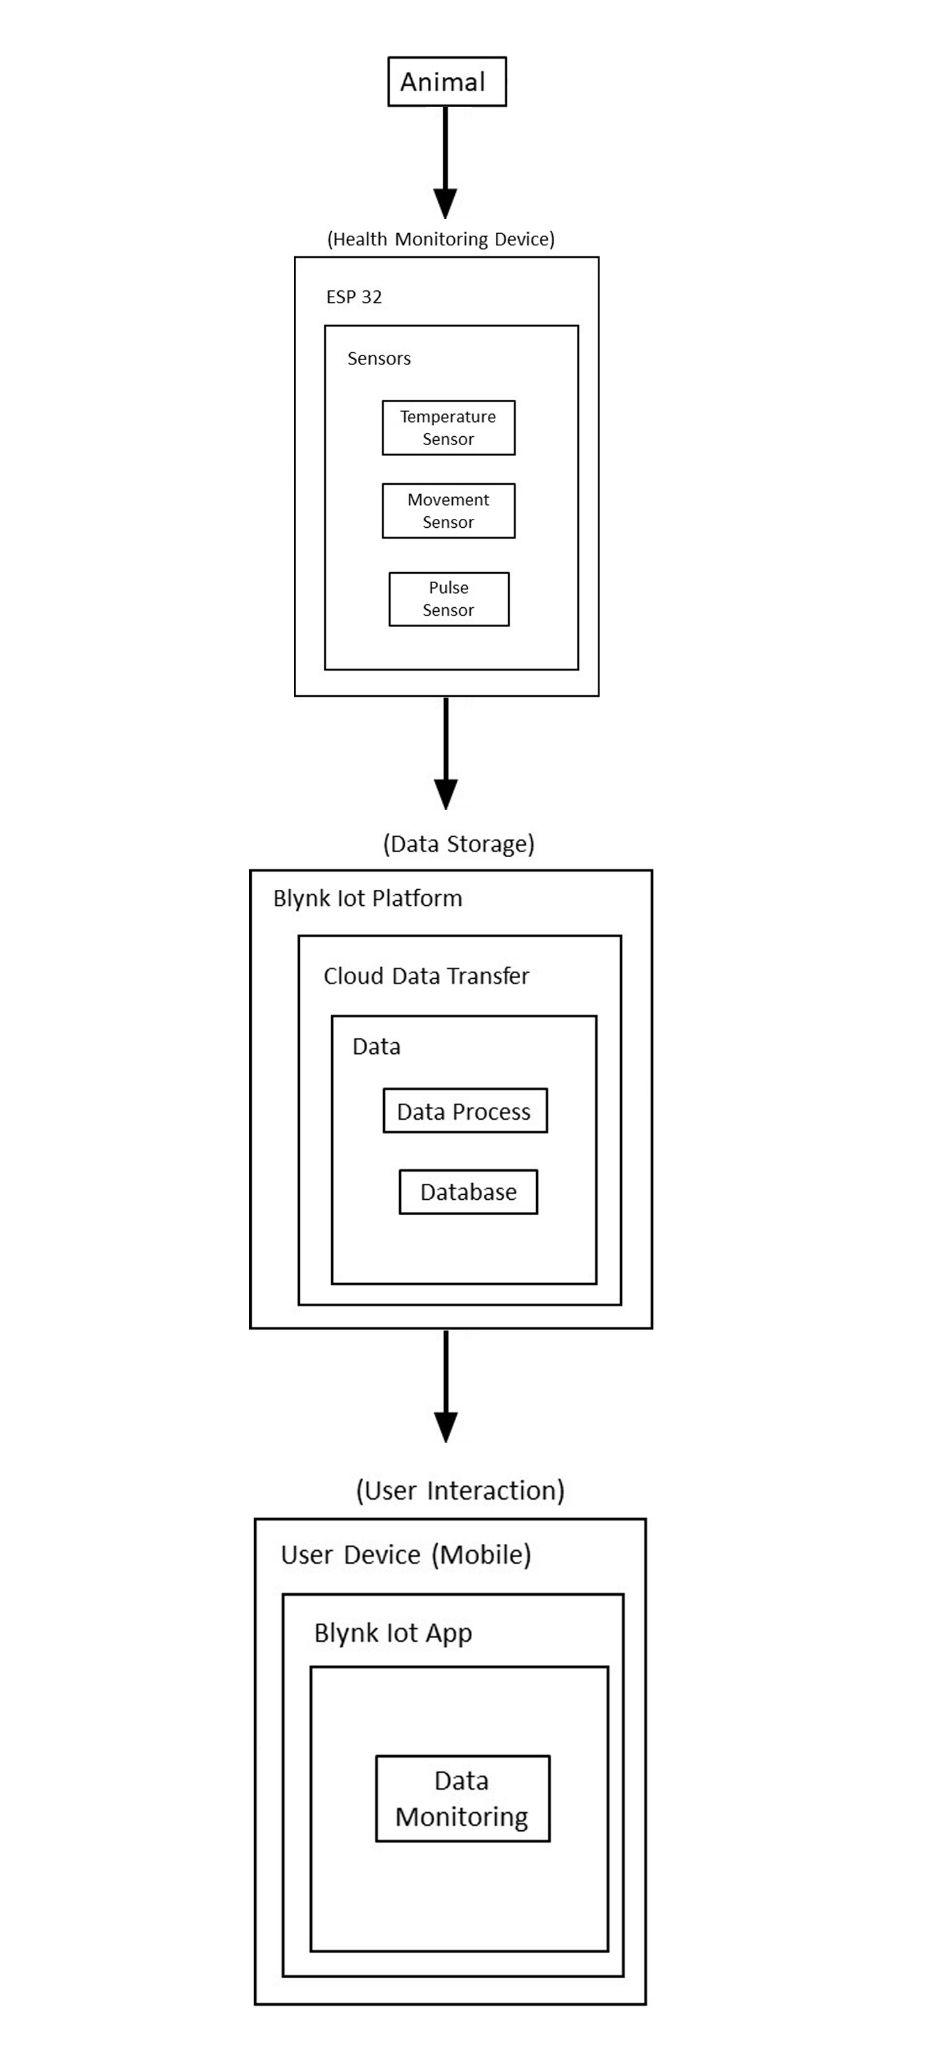 Animal
(Health Monitoring Device)
ESP 32
Sensors
Temperature
Sensor
Movement
Sensor
Pulse
Sensor
(Data Storage)
Blynk Iot Platform
Cloud Data Transfer
Data
Data Process
Database
(User Interaction)
User Device (Mobile)
Blynk Iot App
Data
Monitoring